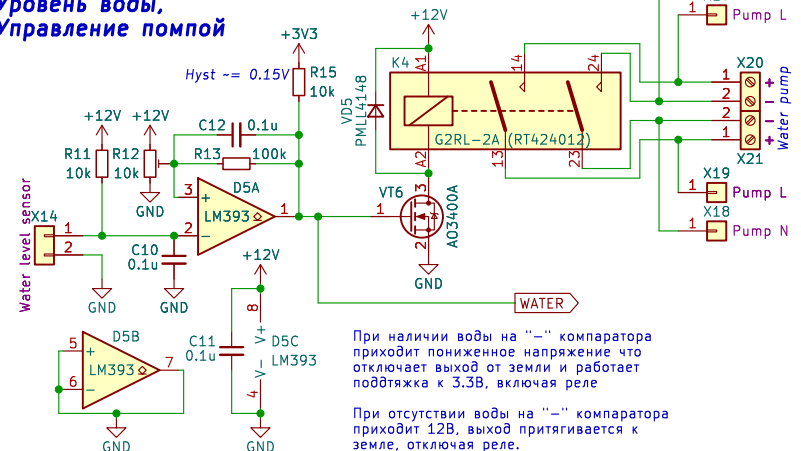 Уровень воды,
Управление помпой
+12V
+3V3
Hyst ~= 0.15V
R15
10k
K4
A1
14
24
VD5
PMLL4148
G2RL-2A (RT424012)
A2
13
23
1
Pump L
X20
1
+
2
-
2
-
1
+
X21
Water pump
X19
1
Pump L
X18
1
Pump N
+12V
+12V
C12
0.1u
R11
10k
R12
10k
R13
100k
GND
D5A
3
+
LM393
1
2
-
X14
1
2
Water level sensor
C10
0.1u
GND
GND
VT6
3
1
2
AO3400A
GND
WATER
+12V
D5B
5
+
LM393
7
6
-
GND
C11
0.1u
8
V+
D5C
LM393
V-
4
GND
При наличии воды на "-" компаратора
приходит пониженное напряжение что
отключает выход от земли и работает
поддтяжка к 3.3В, включая реле
При отсутствии воды на "-" компаратора
приходит 12В, выход притягивается к
земле, отключая реле.